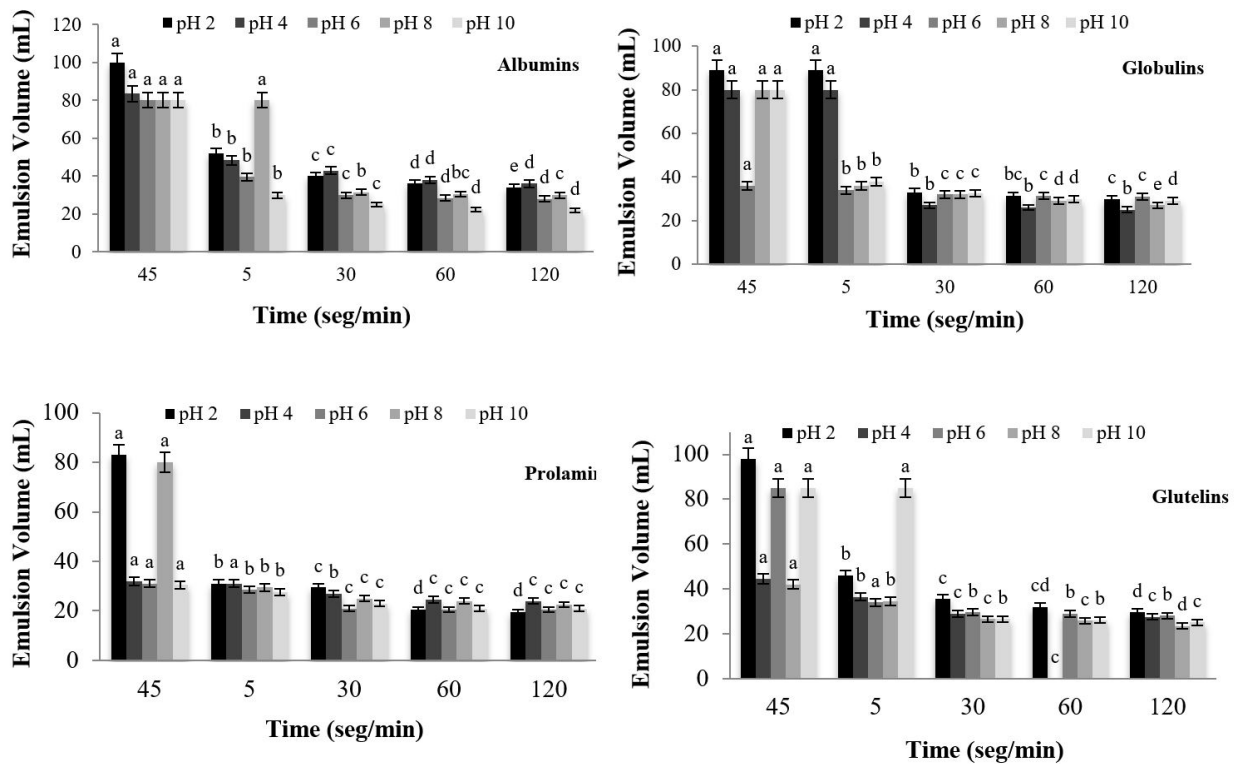 pH 2 pH 4 pH 6 pH 8 pH 10
Albumins
Emulsion Volume (mL)
120
100
80
60
40
20
0
a a a a a
b b b a b
c c c b c
d d d bc d
e d d c d
45 5 30 60 120
Time (seg/min)
pH 2 pH 4 pH 6 pH 8 pH 10
Globulins
Emulsion Volume (mL)
100
80
60
40
20
0
a a a a a
a a b b b
b b c c c
bc b c d d
c b c e d
45 5 30 60 120
Time (seg/min)
pH 2 pH 4 pH 6 pH 8 pH 10
Emulsion Volume (mL)
100
80
60
40
20
0
a a a a a
b a b b b
c b c c c
d c c c c
d c c c c
45 5 30 60 120
Time (seg/min)
pH 2 pH 4 pH 6 pH 8 pH 10
Glutelins
Emulsion Volume (mL)
100
80
60
40
20
0
a a a a a
b b a b a
c b b c b
cd c b c b
d c b d c
45 5 30 60 120
Time (seg/min)